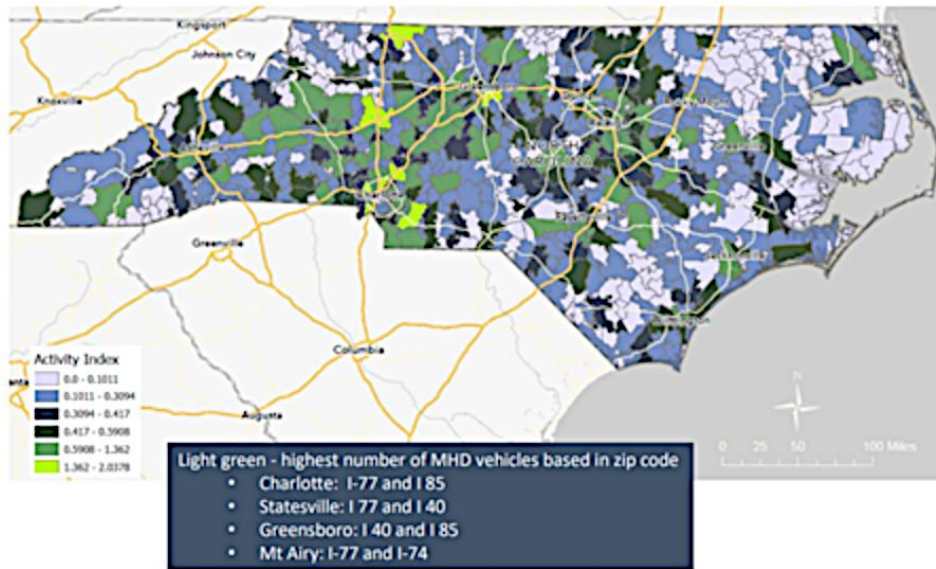 Kingsport
Johnson City
Knoxville
Greenville
Columbia
Augusta
Activity Index
0.0 - 0.1011
0.1011 - 0.3094
0.3094 - 0.417
0.417 - 0.5908
0.5908 - 1.362
1.362 - 2.0378
N
0 25 50 100 Miles
Light green - highest number of MHD vehicles based in zip code
• Charlotte: I-77 and I 85
• Statesville: I 77 and I 40
• Greensboro: I 40 and I 85
• Mt Airy: I-77 and I-74